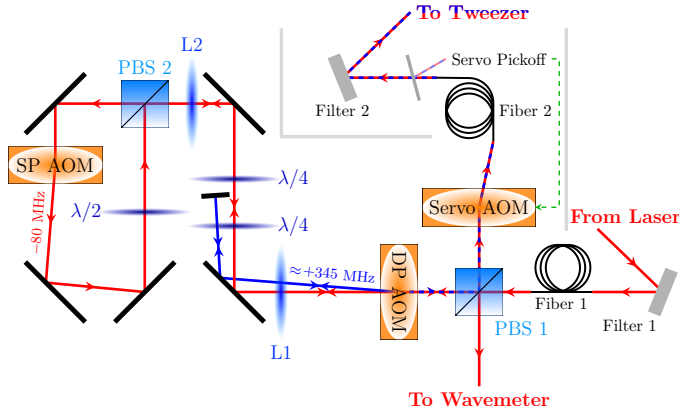 To Tweezer
L2
Servo Pickoff
PBS 2
Filter 2
Fiber 2
SP AOM
λ/4
−80 MHz
λ/2
Servo AOM
λ/4
From Laser
≈+345 MHz
DP AOM
Fiber 1
Filter 1
PBS 1
L1
To Wavemeter